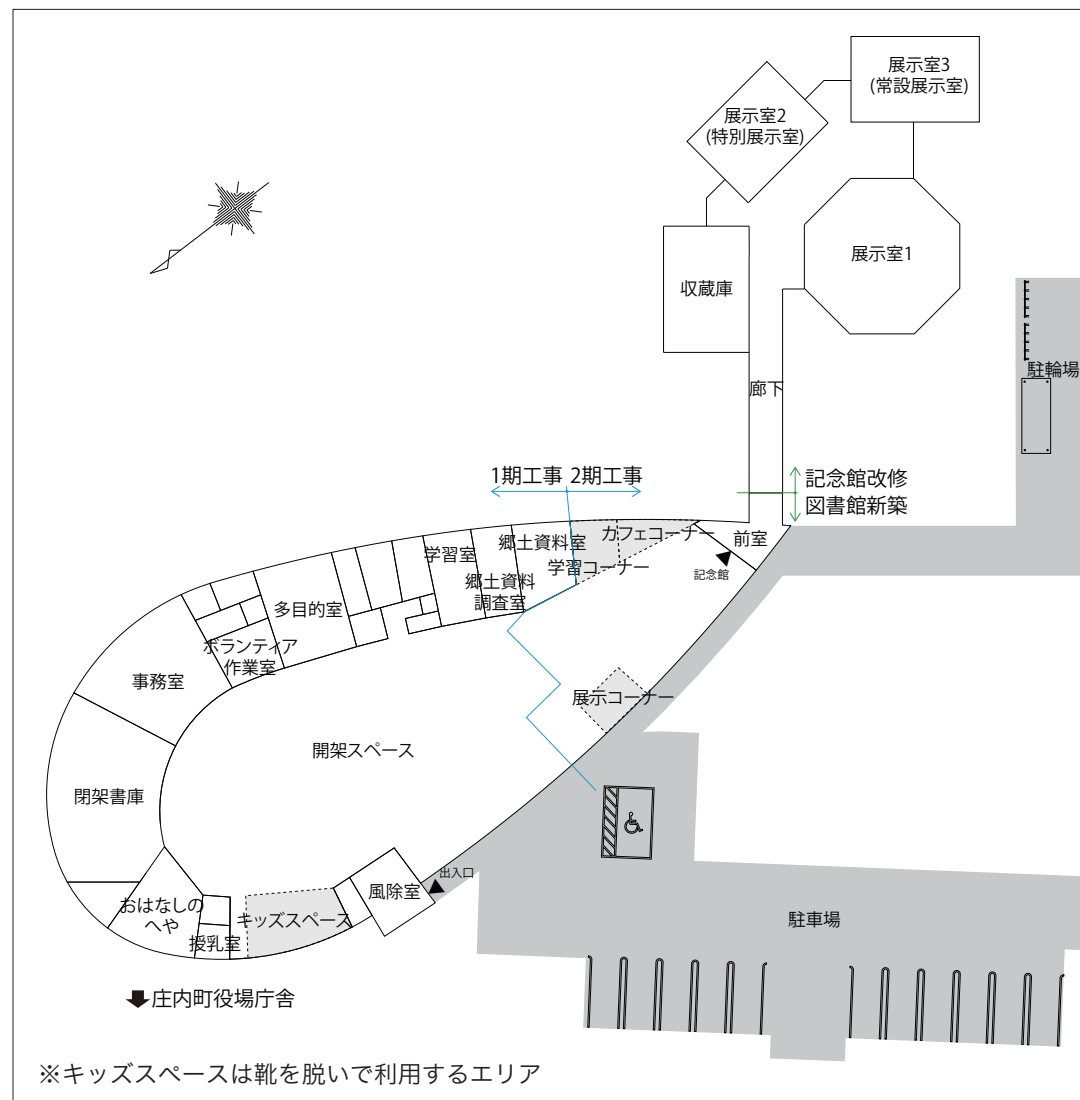 展示室3
(常設展示室)
展示室2
(特別展示室)
展示室1
収蔵庫
駐輪場
廊下
1期工事
2期工事
記念館改修
図書館新築
カフェコーナー
前室
郷土資料室
学習室
学習コーナー
記念館
郷土資料
調査室
多目的室
ボランティア
作業室
事務室
展示コーナー
開架スペース
閉架書庫
出入口
風除室
おはなしの
へや
キッズスペース
授乳室
駐車場
庄内町役場庁舎
※キッズスペースは靴を脱いで利用するエリア